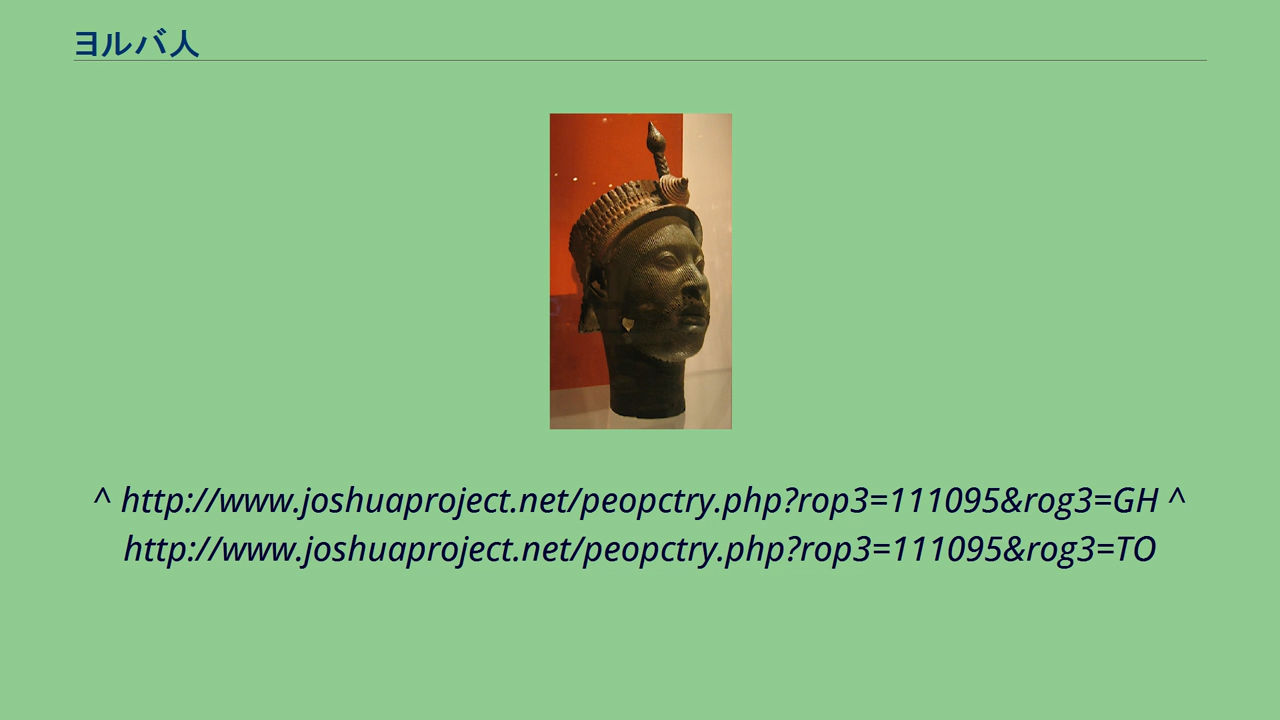 ヨルバ人
^ http://www.joshuaproject.net/peopctry.php?rop3=111095&rog3=GH ^
http://www.joshuaproject.net/peopctry.php?rop3=111095&rog3=TO